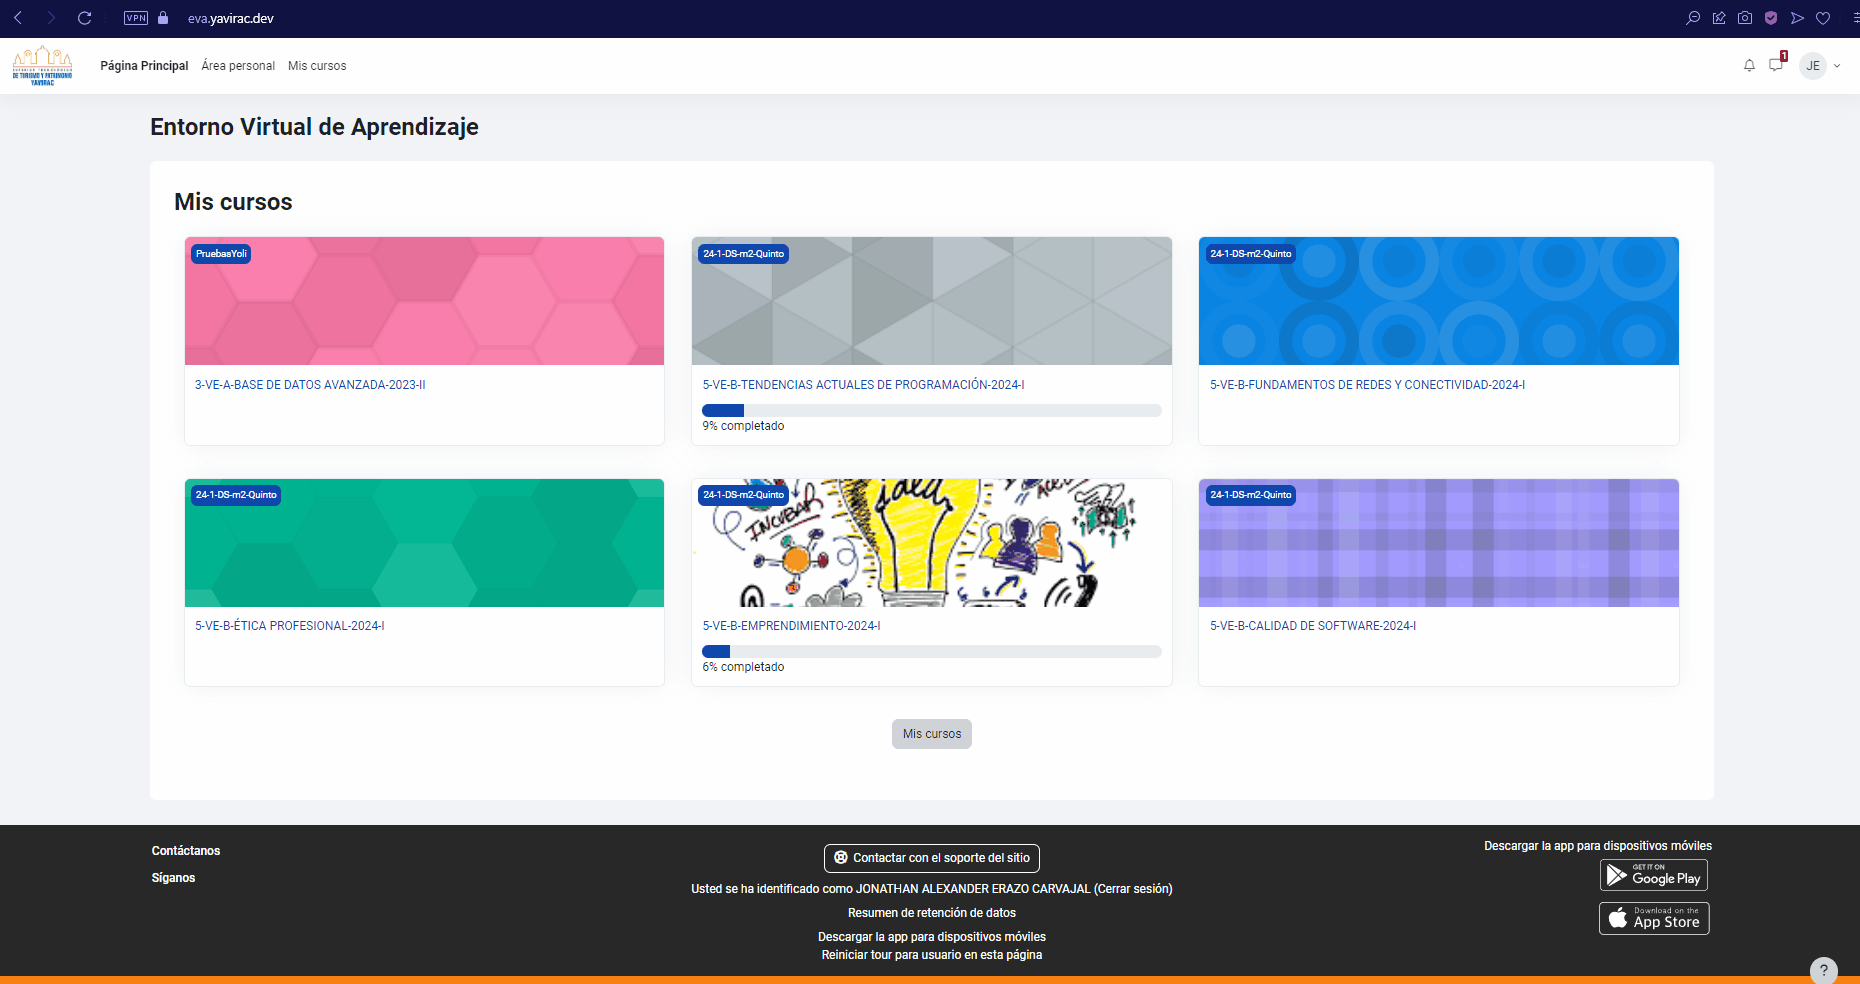 VPN
eva.yavirac.dev
DE TURISMO Y PATRIMONIO
YAVIRAC
Página Principal Área personal Mis cursos
1
JE
Entorno Virtual de Aprendizaje
Mis cursos
PruebasYoli
3-VE-A-BASE DE DATOS AVANZADA-2023-II
24-1-DS-m2-Quinto
5-VE-B-TENDENCIAS ACTUALES DE PROGRAMACIÓN-2024-I
9% completado
24-1-DS-m2-Quinto
5-VE-B-FUNDAMENTOS DE REDES Y CONECTIVIDAD-2024-I
24-1-DS-m2-Quinto
5-VE-B-ÉTICA PROFESIONAL-2024-I
24-1-DS-m2-Quinto
INCUBAR
idea
5-VE-B-EMPRENDIMIENTO-2024-I
6% completado
24-1-DS-m2-Quinto
5-VE-B-CALIDAD DE SOFTWARE-2024-I
Mis cursos
Contáctanos
Síganos
Contactar con el soporte del sitio
Usted se ha identificado como JONATHAN ALEXANDER ERAZO CARVAJAL (Cerrar sesión)
Resumen de retención de datos
Descargar la app para dispositivos móviles
Reiniciar tour para usuario en esta página
Descargar la app para dispositivos móviles
GET IT ON
Google Play
Download on the
App Store
?